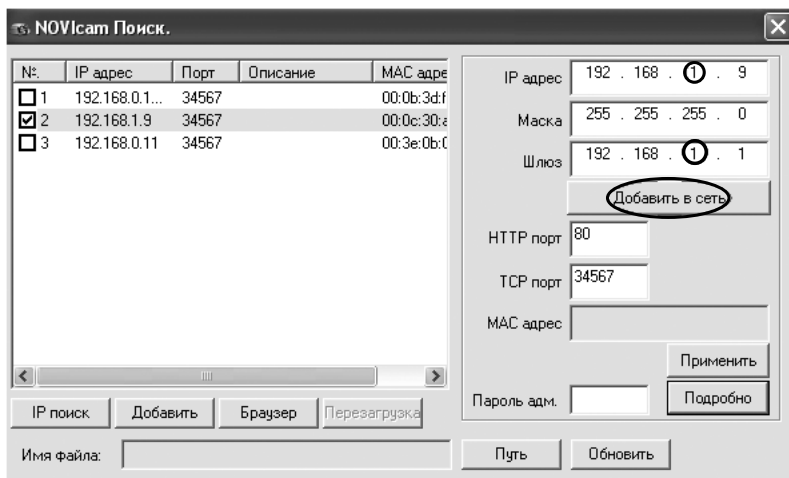 NOVIcam Поиск.
№. IP адрес Порт Описание MAC адре
1 192.168.0.1... 34567 00:0b:3d:f
2 192.168.1.9 34567 00:0c:30:a
3 192.168.0.11 34567 00:3e:0b:0
IP адрес 192 . 168 . 1 . 9
Маска 255 . 255 . 255 . 0
Шлюз 192 . 168 . 1 . 1
Добавить в сеть
HTTP порт 80
TCP порт 34567
MAC адрес
Применить
Пароль адм. Подробно
IP поиск Добавить Браузер Перезагрузка
Имя файла: Путь Обновить